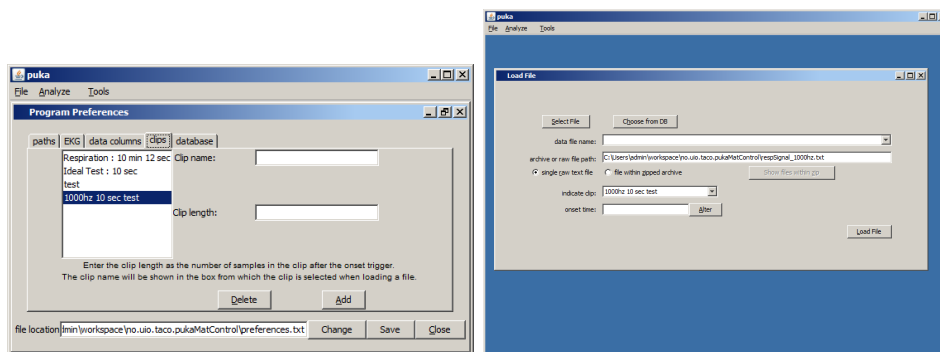 puka
File Analyze Tools
Program Preferences
paths EKG data columns clips database
Respiration : 10 min 12 sec Clip name:
Ideal Test : 10 sec
test
1000hz 10 sec test
Clip length:
Enter the clip length as the number of samples in the clip after the onset trigger.
The clip name will be shown in the box from which the clip is selected when loading a file.
Delete Add
file location lmin\workspace\no.uio.taco.pukaMatControl\preferences.txt Change Save Close
puka
File Analyze Tools
Load File
Select File Choose from DB
data file name:
archive or raw file path: C:\Users\admin\workspace\no.uio.taco.pukaMatControl\respSignal_1000hz.txt
single raw text file file within zipped archive Show files within zip
indicate clip: 1000hz 10 sec test
onset time: Alter
Load File